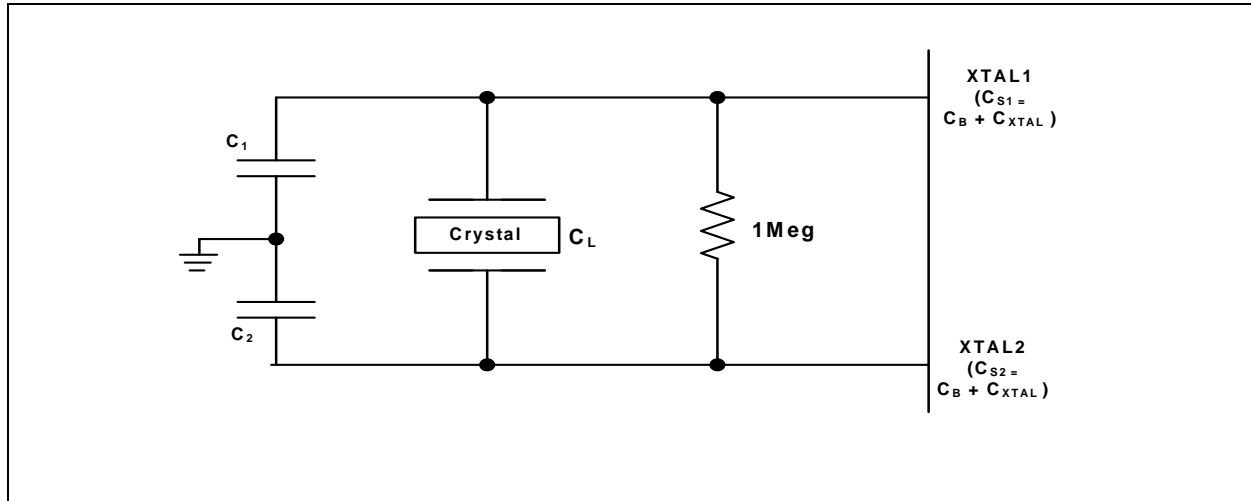 XTAL1
(CS1 =
CB + CXTAL )
C1
Crystal
CL
1Meg
C2
XTAL2
(CS2 =
CB + CXTAL )